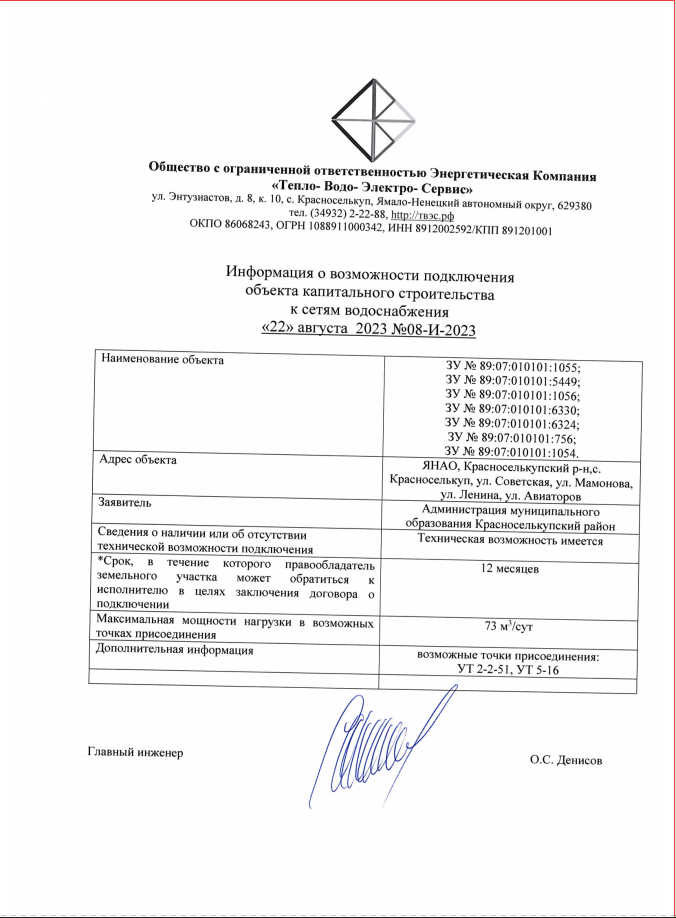 Общество с ограниченной ответственностью Энергетическая Компания
«Тепло- Водо- Электро- Сервис»
ул. Энтузиастов, д. 8, к. 10, с. Красноселькуп, Ямало-Ненецкий автономный округ, 629380
тел. (34932) 2-22-88, http://твэс.рф
ОКПО 86068243, ОГРН 1088911000342, ИНН 8912002592/КПП 891201001
Информация о возможности подключения
объекта капитального строительства
к сетям водоснабжения
«22» августа 2023 №08-И-2023
Наименование объекта
ЗУ № 89:07:010101:1055;
ЗУ № 89:07:010101:5449;
ЗУ № 89:07:010101:1056;
ЗУ № 89:07:010101:6330;
ЗУ № 89:07:010101:6324;
ЗУ № 89:07:010101:756;
ЗУ № 89:07:010101:1054.
Адрес объекта
ЯНАО, Красноселькупский р-н,с.
Красноселькуп, ул. Советская, ул. Мамонова,
ул. Ленина, ул. Авиаторов
Заявитель
Администрация муниципального
образования Красноселькупский район
Сведения о наличии или об отсутствии
технической возможности подключения
Техническая возможность имеется
*Срок, в течение которого правообладатель
земельного участка может обратиться к
исполнителю в целях заключения договора о
подключении
12 месяцев
Максимальная мощности нагрузки в возможных
точках присоединения
73 м³/сут
Дополнительная информация
возможные точки присоединения:
УТ 2-2-51, УТ 5-16
Главный инженер
О.С. Денисов